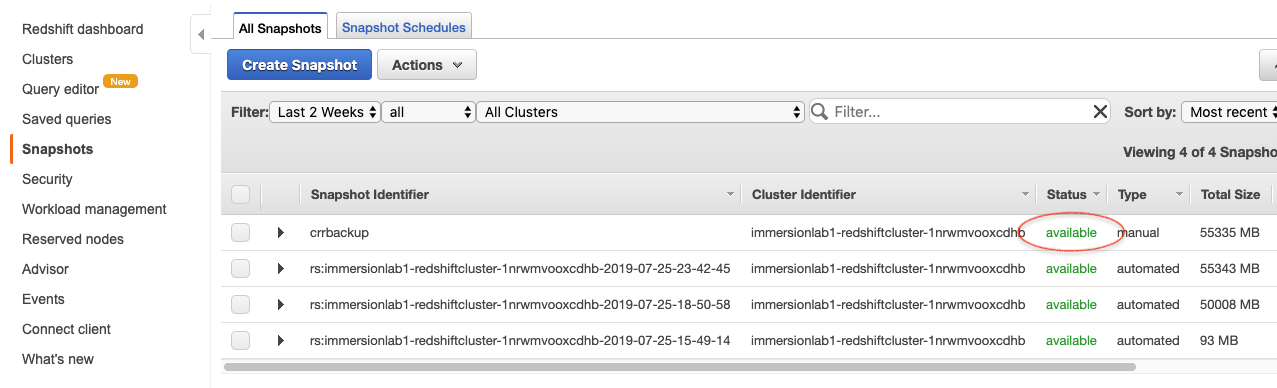 Redshift dashboard
Clusters
Query editor New
Saved queries
Snapshots
Security
Workload management
Reserved nodes
Advisor
Events
Connect client
What's new
All Snapshots Snapshot Schedules
Create Snapshot Actions
Filter: Last 2 Weeks all All Clusters Filter... Sort by: Most recent
Viewing 4 of 4 Snapsho
Snapshot Identifier Cluster Identifier Status Type Total Size
crrbackup immersionlab1-redshiftcluster-1nrwmvooxcdhb available manual 55335 MB
rs:immersionlab1-redshiftcluster-1nrwmvooxcdhb-2019-07-25-23-42-45 immersionlab1-redshiftcluster-1nrwmvooxcdhb available automated 55343 MB
rs:immersionlab1-redshiftcluster-1nrwmvooxcdhb-2019-07-25-18-50-58 immersionlab1-redshiftcluster-1nrwmvooxcdhb available automated 50008 MB
rs:immersionlab1-redshiftcluster-1nrwmvooxcdhb-2019-07-25-15-49-14 immersionlab1-redshiftcluster-1nrwmvooxcdhb available automated 93 MB